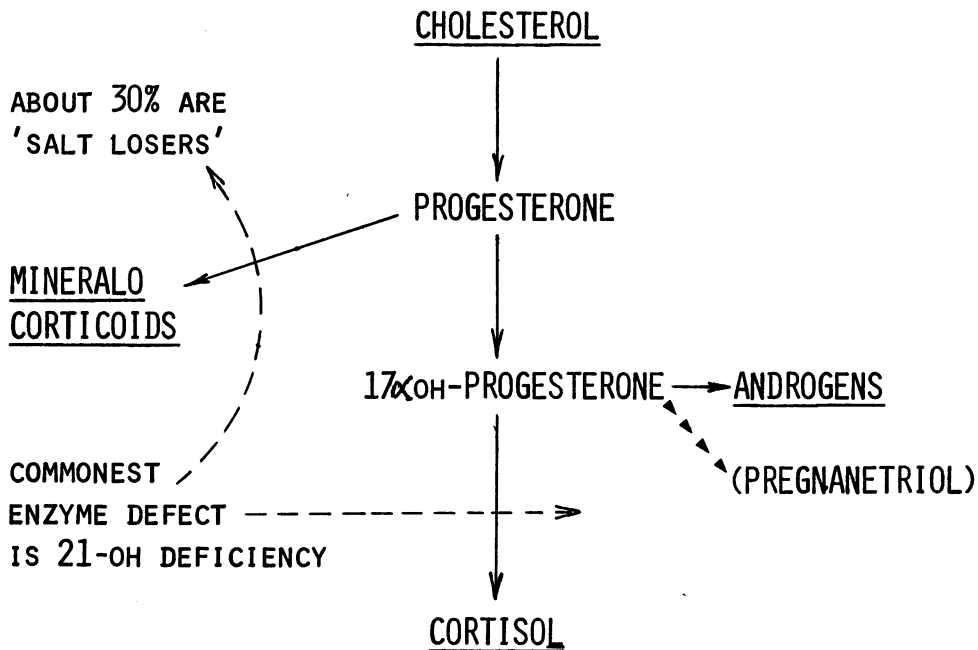 CHOLESTEROL
ABOUT 30% ARE
'SALT LOSERS'
PROGESTERONE
MINERALO
CORTICOIDS
17αOH-PROGESTERONE
ANDROGENS
(PREGNANETRIOL)
COMMONEST
ENZYME DEFECT
IS 21-OH DEFICIENCY
CORTISOL